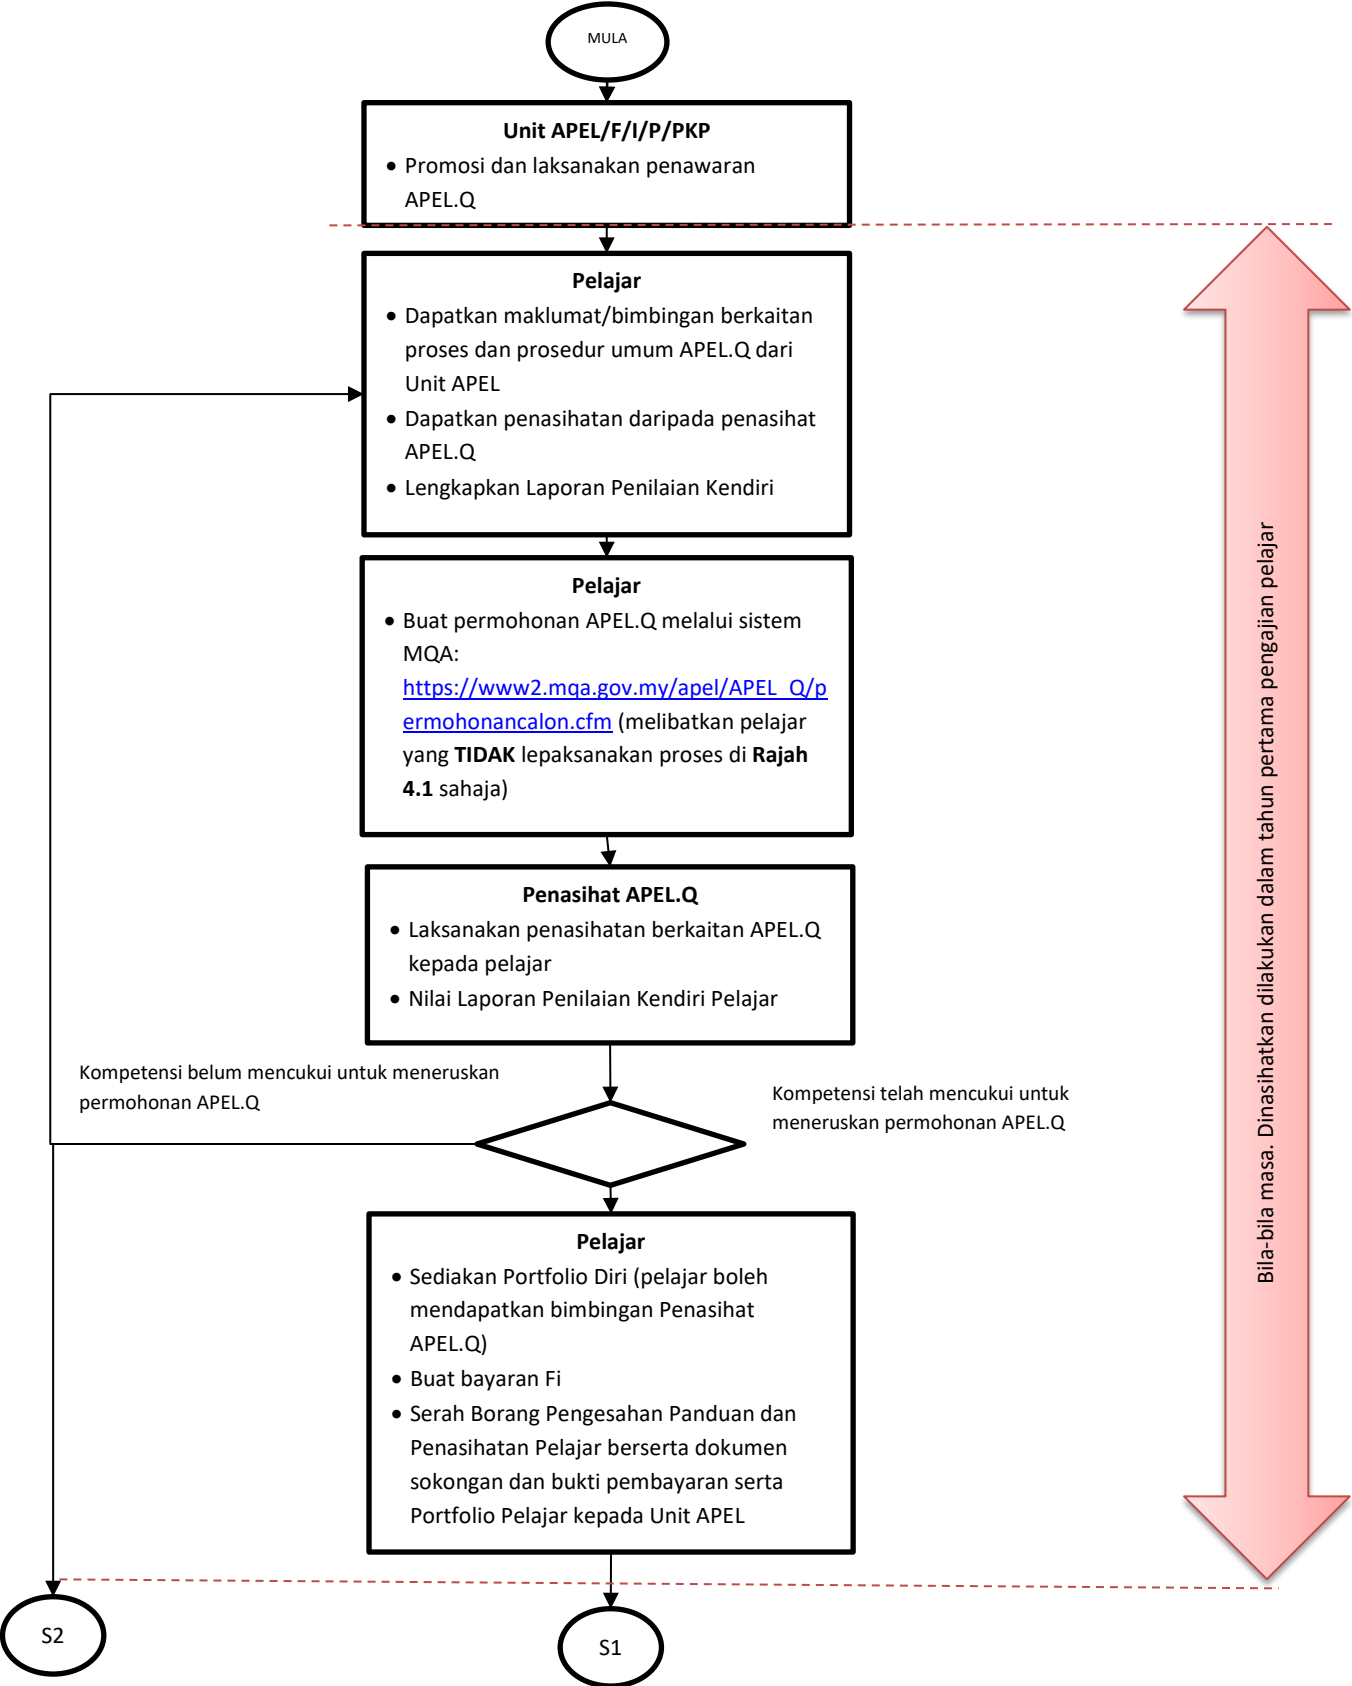 MULA
Unit APEL/F/I/P/PKP
• Promosi dan laksanakan penawaran
APEL.Q
Pelajar
• Dapatkan maklumat/bimbingan berkaitan
proses dan prosedur umum APEL.Q dari
Unit APEL
• Dapatkan penasihatan daripada penasihat
APEL.Q
• Lengkapkan Laporan Penilaian Kendiri
Pelajar
• Buat permohonan APEL.Q melalui sistem
MQA:
https://www2.mqa.gov.my/apel/APEL_Q/p
ermohonancalon.cfm (melibatkan pelajar
yang TIDAK lepaksanakan proses di Rajah
4.1 sahaja)
Penasihat APEL.Q
• Laksanakan penasihatan berkaitan APEL.Q
kepada pelajar
• Nilai Laporan Penilaian Kendiri Pelajar
Kompetensi belum mencukui untuk meneruskan
permohonan APEL.Q
Kompetensi telah mencukui untuk
meneruskan permohonan APEL.Q
Pelajar
• Sediakan Portfolio Diri (pelajar boleh
mendapatkan bimbingan Penasihat
APEL.Q)
• Buat bayaran Fi
• Serah Borang Pengesahan Panduan dan
Penasihatan Pelajar berserta dokumen
sokongan dan bukti pembayaran serta
Portfolio Pelajar kepada Unit APEL
S2
S1
Bila-bila masa. Dinasihatkan dilakukan dalam tahun pertama pengajian pelajar